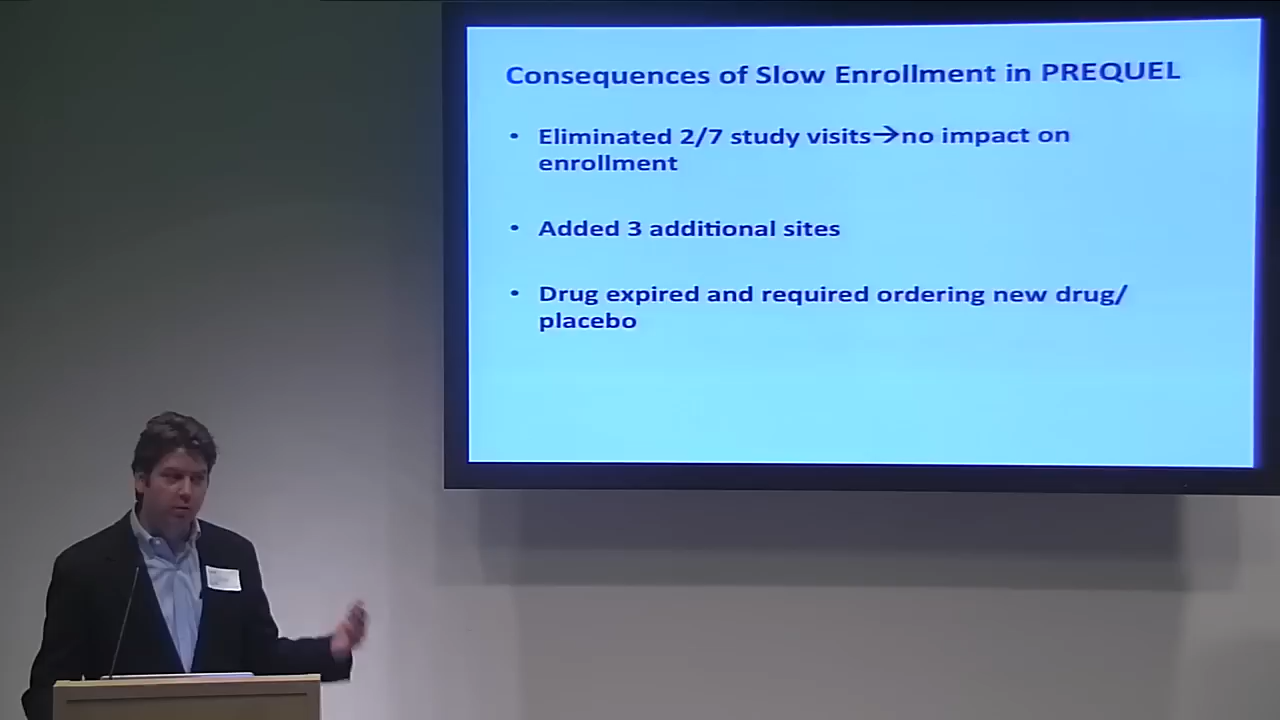 Consequences of Slow Enrollment in PREQUEL
• Eliminated 2/7 study visits→no impact on
enrollment
• Added 3 additional sites
• Drug expired and required ordering new drug/
placebo